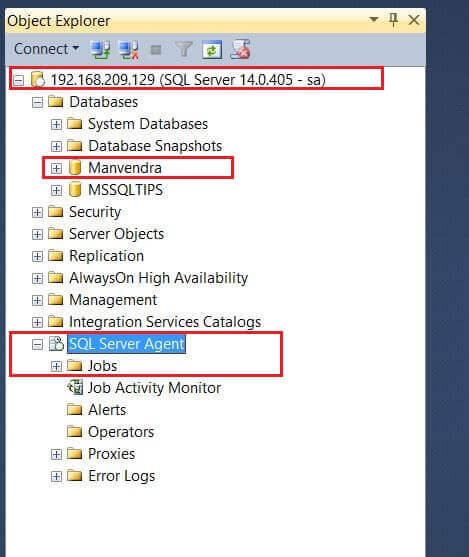 Object Explorer
Connect
192.168.209.129 (SQL Server 14.0.405 - sa)
Databases
System Databases
Database Snapshots
Manvendra
MSSQLTIPS
Security
Server Objects
Replication
AlwaysOn High Availability
Management
Integration Services Catalogs
SQL Server Agent
Jobs
Job Activity Monitor
Alerts
Operators
Proxies
Error Logs